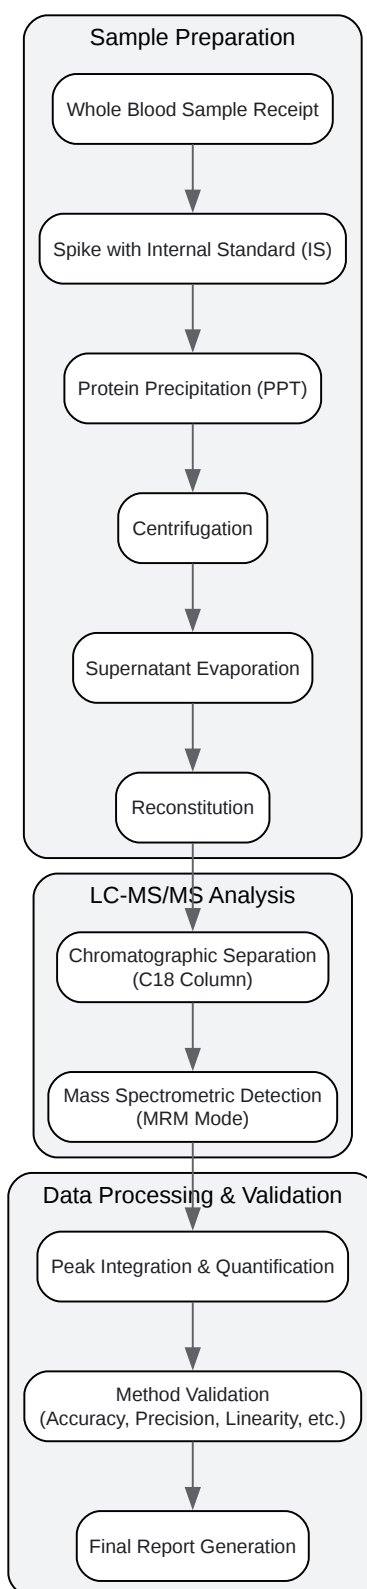 Sample Preparation
Whole Blood Sample Receipt
Spike with Internal Standard (IS)
Protein Precipitation (PPT)
Centrifugation
Supernatant Evaporation
Reconstitution
LC-MS/MS Analysis
Chromatographic Separation
(C18 Column)
Mass Spectrometric Detection
(MRM Mode)
Data Processing & Validation
Peak Integration & Quantification
Method Validation
(Accuracy, Precision, Linearity, etc.)
Final Report Generation